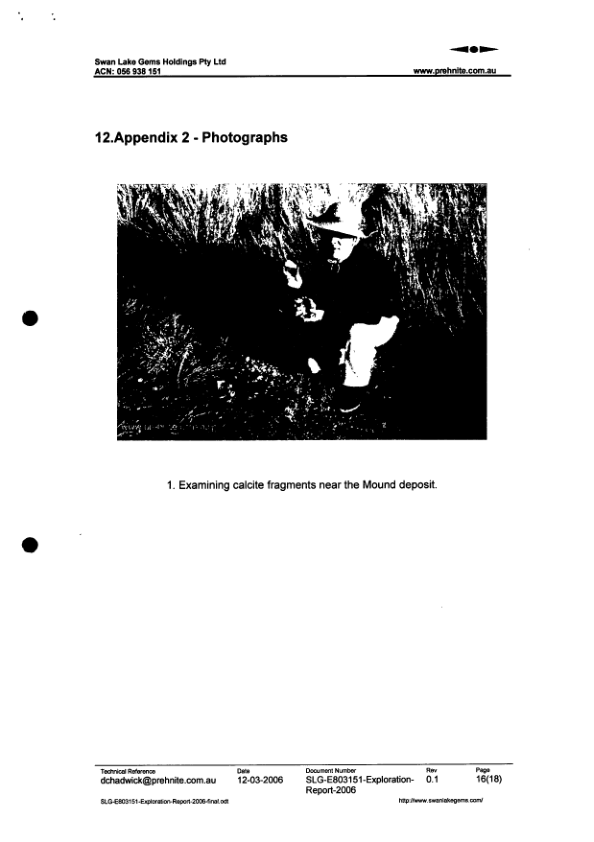 Swan Lake Gems Holdings Pty Ltd
ACN: 056 938 151 www.prehnite.com.au
12.Appendix 2 - Photographs
1. Examining calcite fragments near the Mound deposit.
Technical Reference Date Document Number Rev Page
dchadwick@prehnite.com.au 12-03-2006 SLG-E803151-Exploration- 0.1 16(18)
Report-2006
SLG-E803151-Exploration-Report-2006-final.odt http://www.swanlakegems.com/